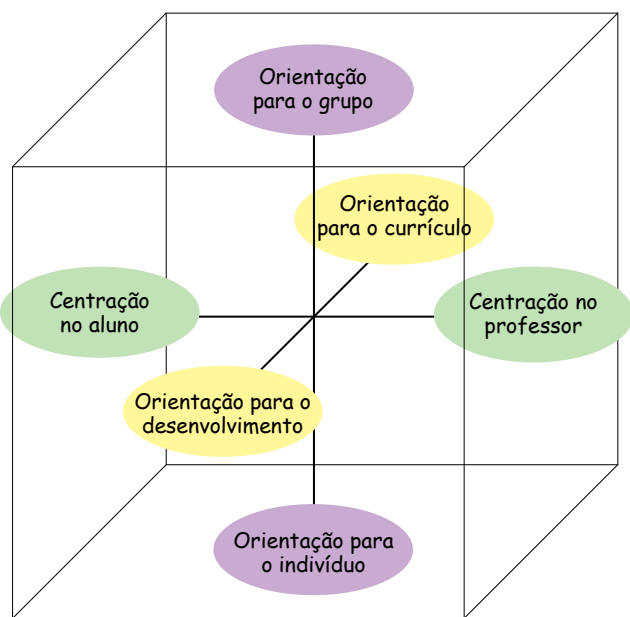 Orientação
para o grupo
Orientação
para o currículo
Centração
no aluno
Centração no
professor
Orientação para o
desenvolvimento
Orientação para
o indivíduo